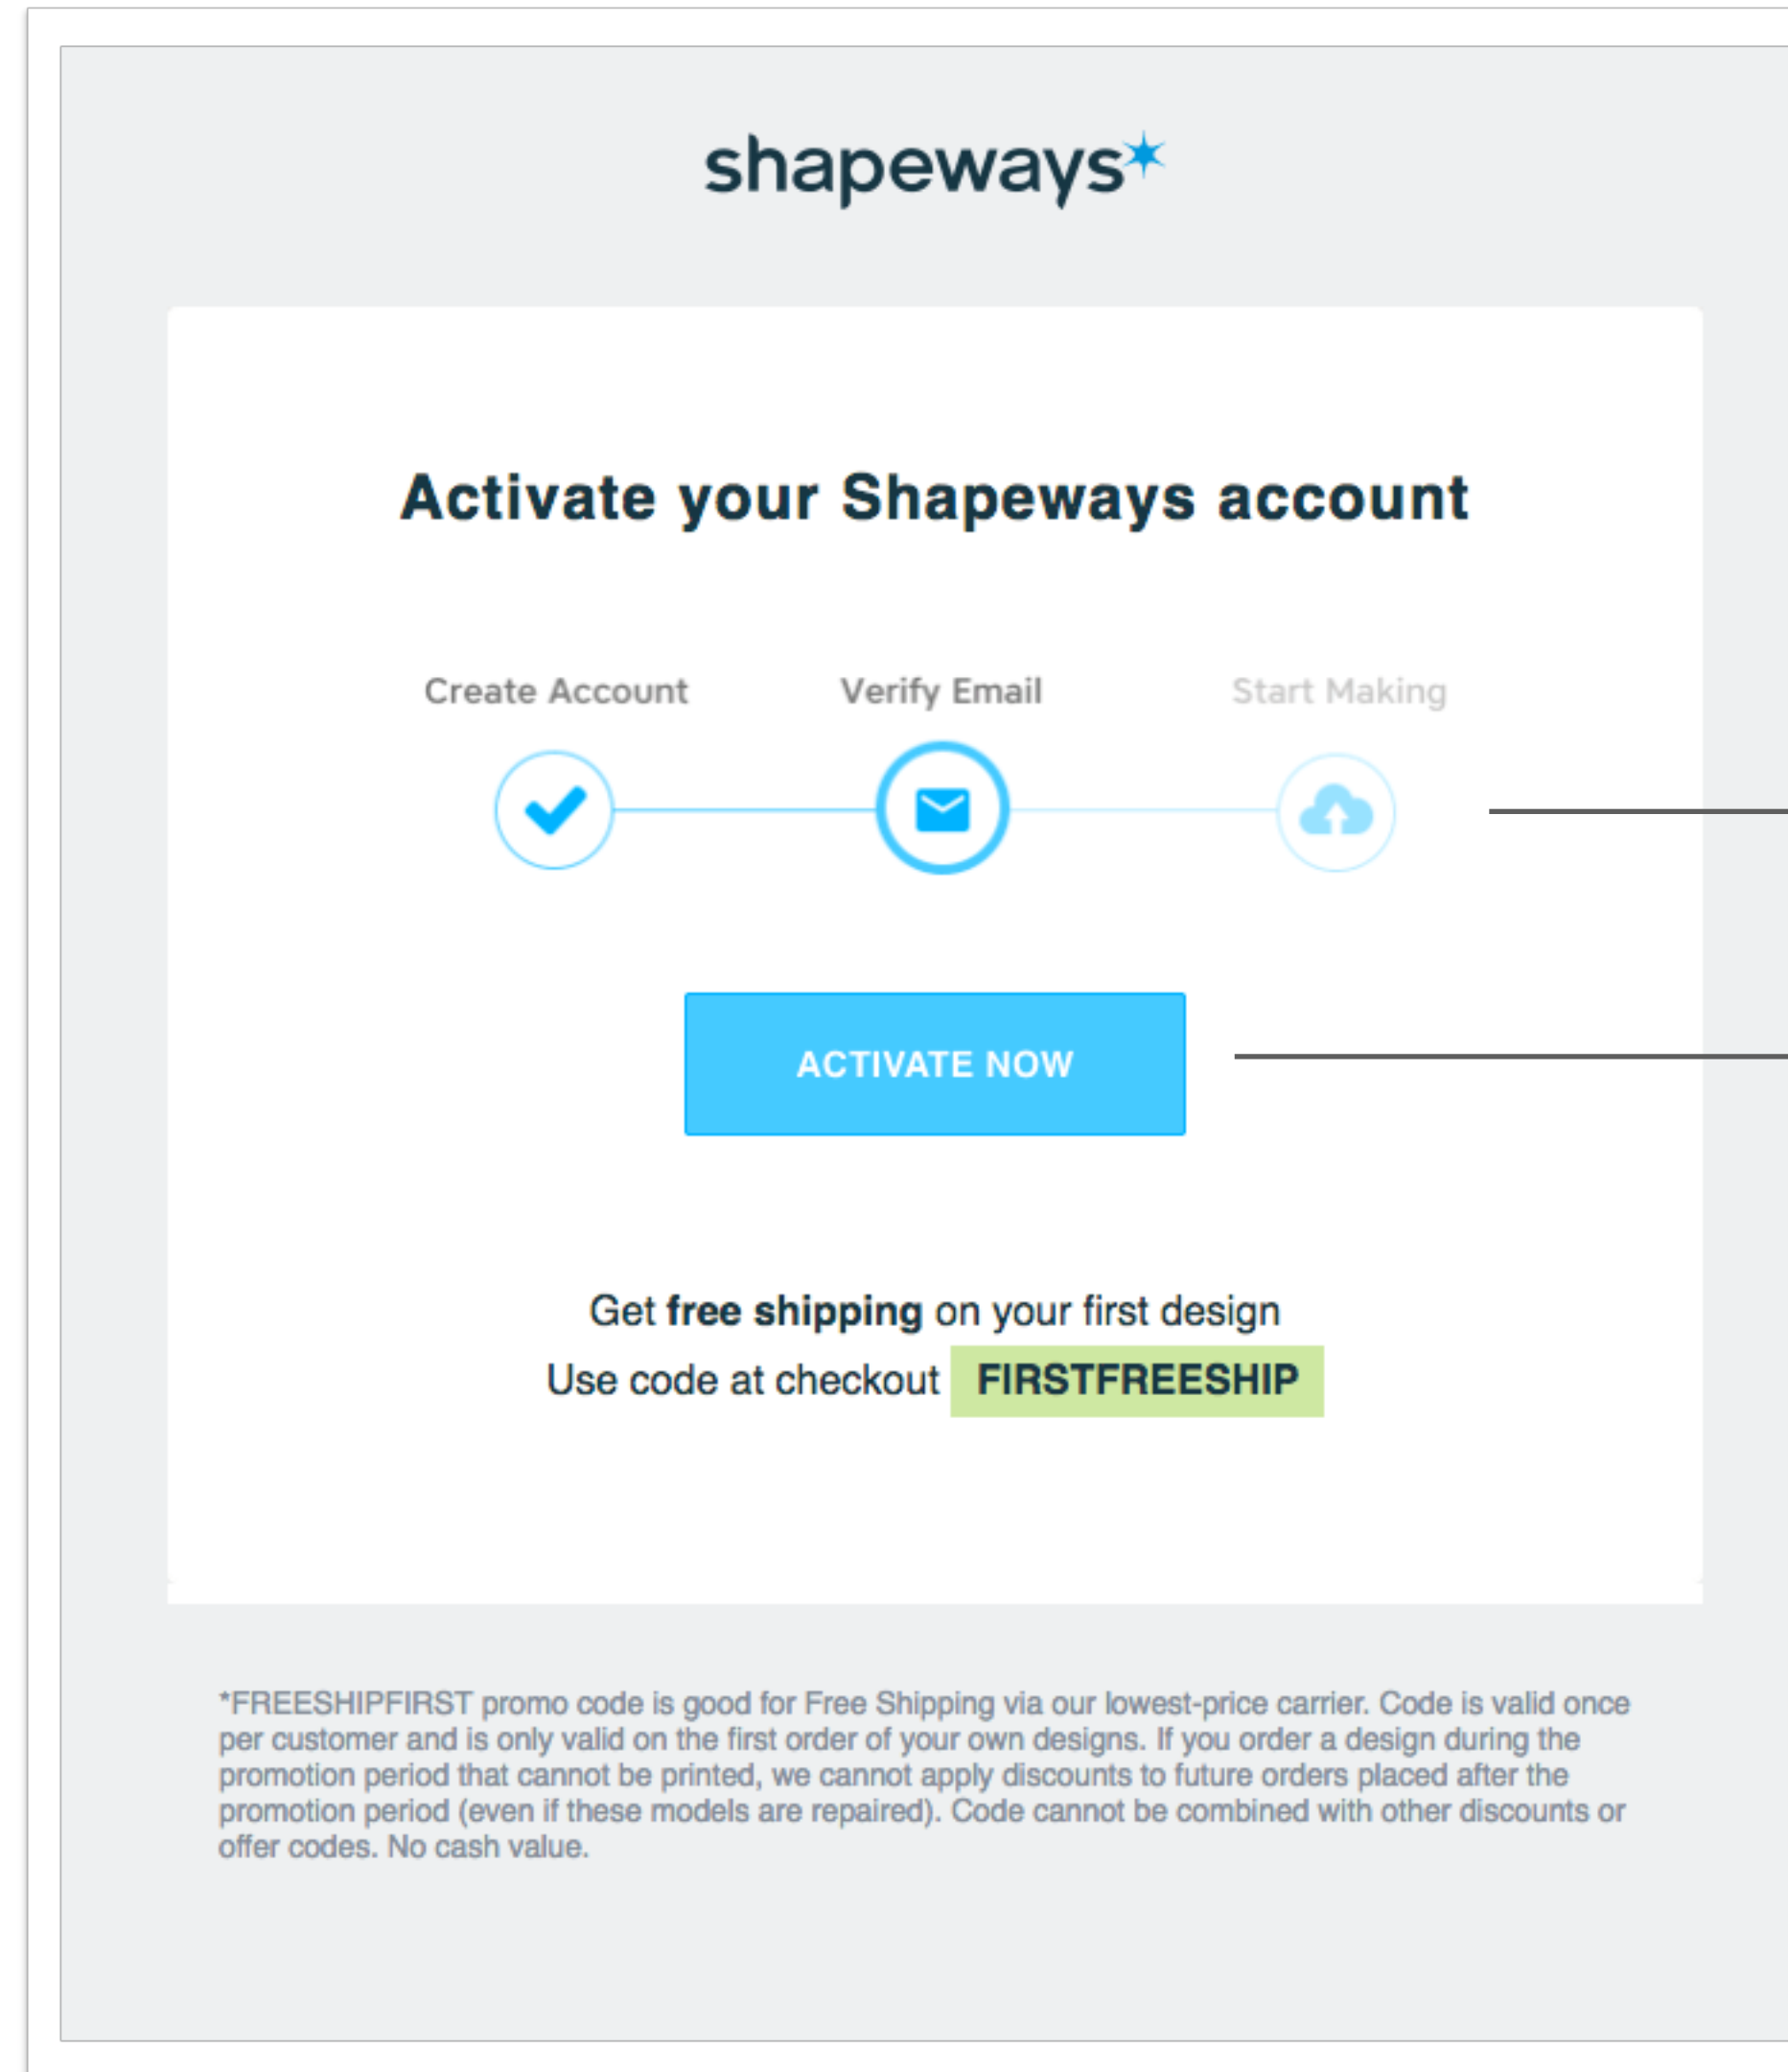 shapeways
Activate your Shapeways account
Create Account Verify Email Start Making
ACTIVATE NOW
Get free shipping on your first design
Use code at checkout FIRSTFREESHIP
*FREESHIPFIRST promo code is good for Free Shipping via our lowest-price carrier. Code is valid once
per customer and is only valid on the first order of your own designs. If you order a design during the
promotion period that cannot be printed, we cannot apply discounts to future orders placed after the
promotion period (even if these models are repaired). Code cannot be combined with other discounts or
offer codes. No cash value.